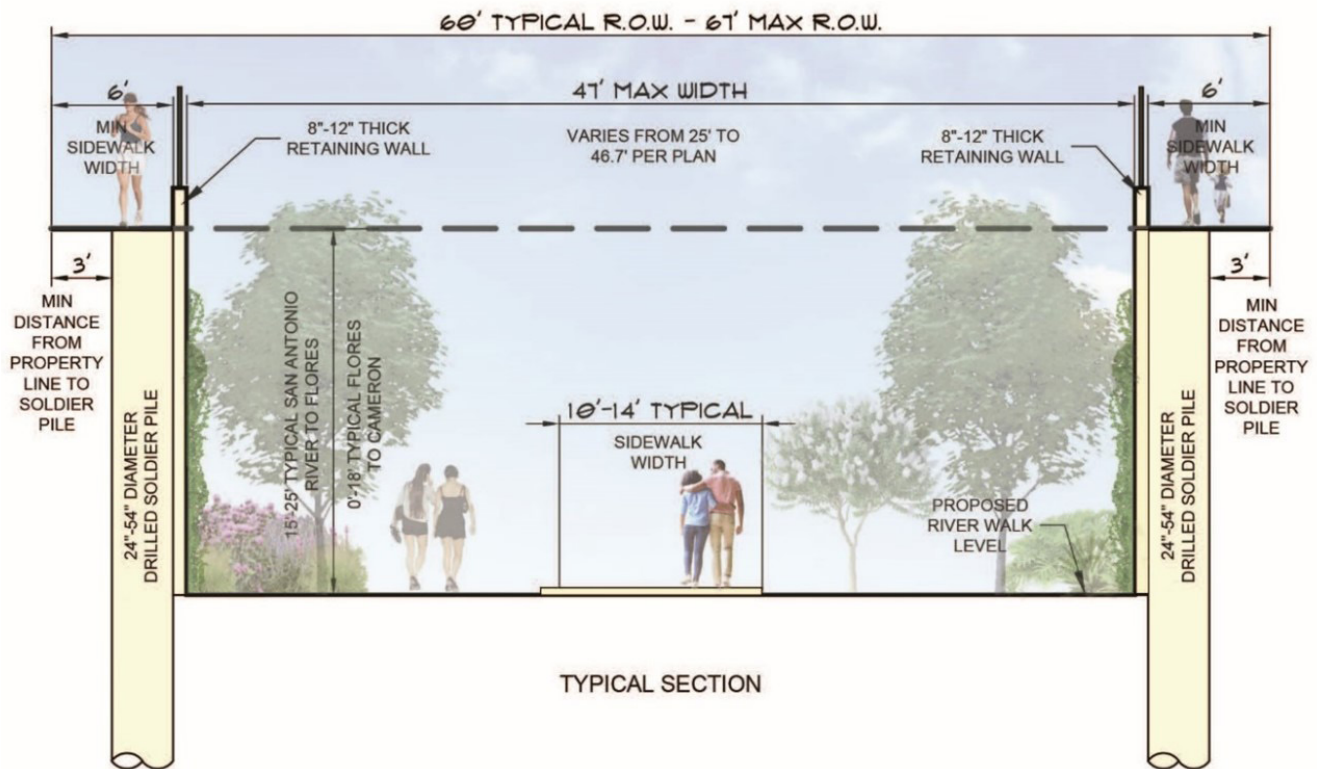 60' TYPICAL R.O.W. - 67' MAX R.O.W.
6'
47' MAX WIDTH
6'
MIN
SIDEWALK
WIDTH
8"-12" THICK
RETAINING WALL
VARIES FROM 25' TO
46.7' PER PLAN
8"-12" THICK
RETAINING WALL
MIN
SIDEWALK
WIDTH
3'
MIN
DISTANCE
FROM
PROPERTY
LINE TO
SOLDIER
PILE
24"-54" DIAMETER
DRILLED SOLDIER PILE
15'-25' TYPICAL SAN ANTONIO
RIVER TO FLORES
0'-18' TYPICAL FLORES
TO CAMERON
10'-14' TYPICAL
SIDEWALK
WIDTH
PROPOSED
RIVER WALK
LEVEL
24"-54" DIAMETER
DRILLED SOLDIER PILE
3'
MIN
DISTANCE
FROM
PROPERTY
LINE TO
SOLDIER
PILE
TYPICAL SECTION